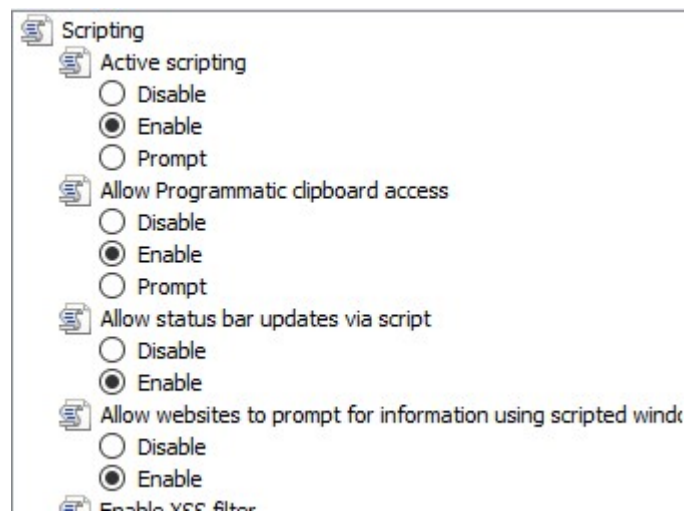 Scripting
Active scripting
Disable
Enable
Prompt
Allow Programmatic clipboard access
Disable
Enable
Prompt
Allow status bar updates via script
Disable
Enable
Allow websites to prompt for information using scripted
Disable
Enable
Enable XSS filter